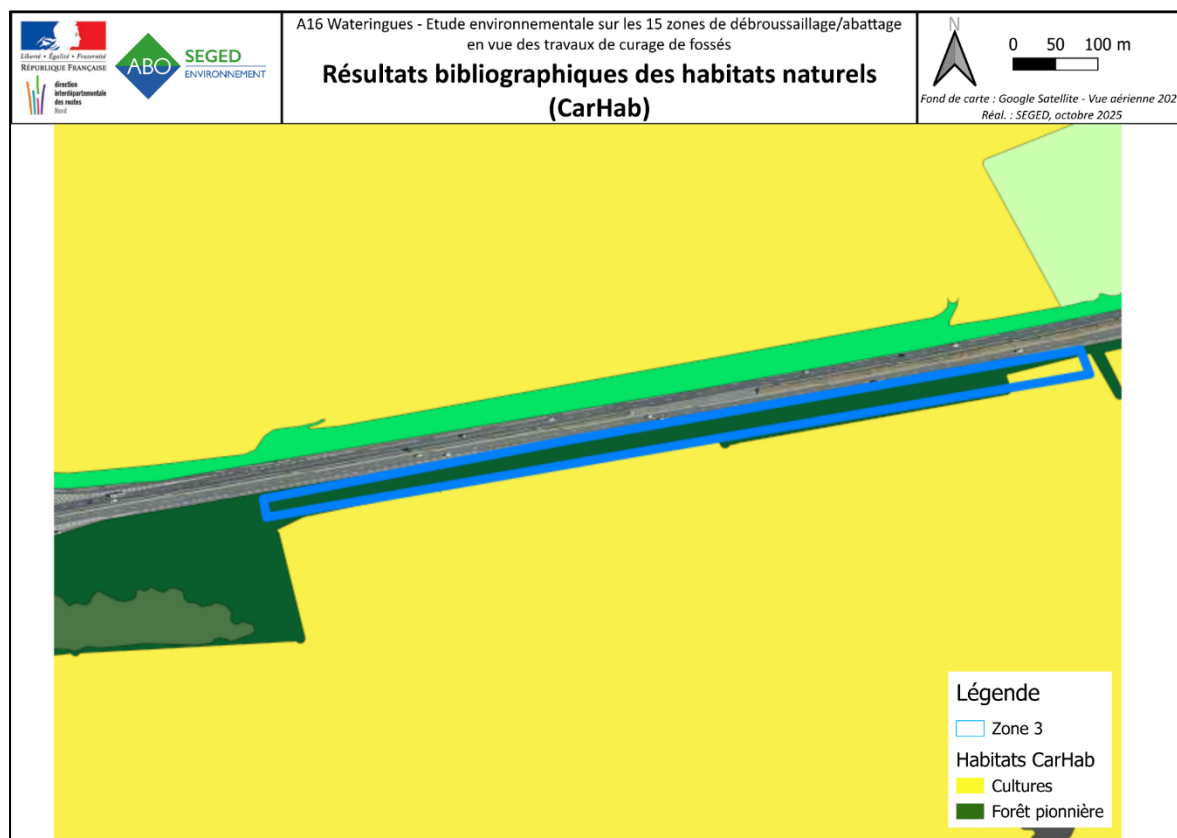 Liberté • Égalité • Fraternité
RÉPUBLIQUE FRANÇAISE
direction
interdépartementale
des routes
Nord
ABO
SEGED
ENVIRONNEMENT
A16 Wateringues - Etude environnementale sur les 15 zones de débroussaillage/abattage
en vue des travaux de curage de fossés
Résultats bibliographiques des habitats naturels
(CarHab)
N
0 50 100 m
Fond de carte : Google Satellite - Vue aérienne 202
Réal. : SEGED, octobre 2025
Légende
Zone 3
Habitats CarHab
Cultures
Forêt pionnière